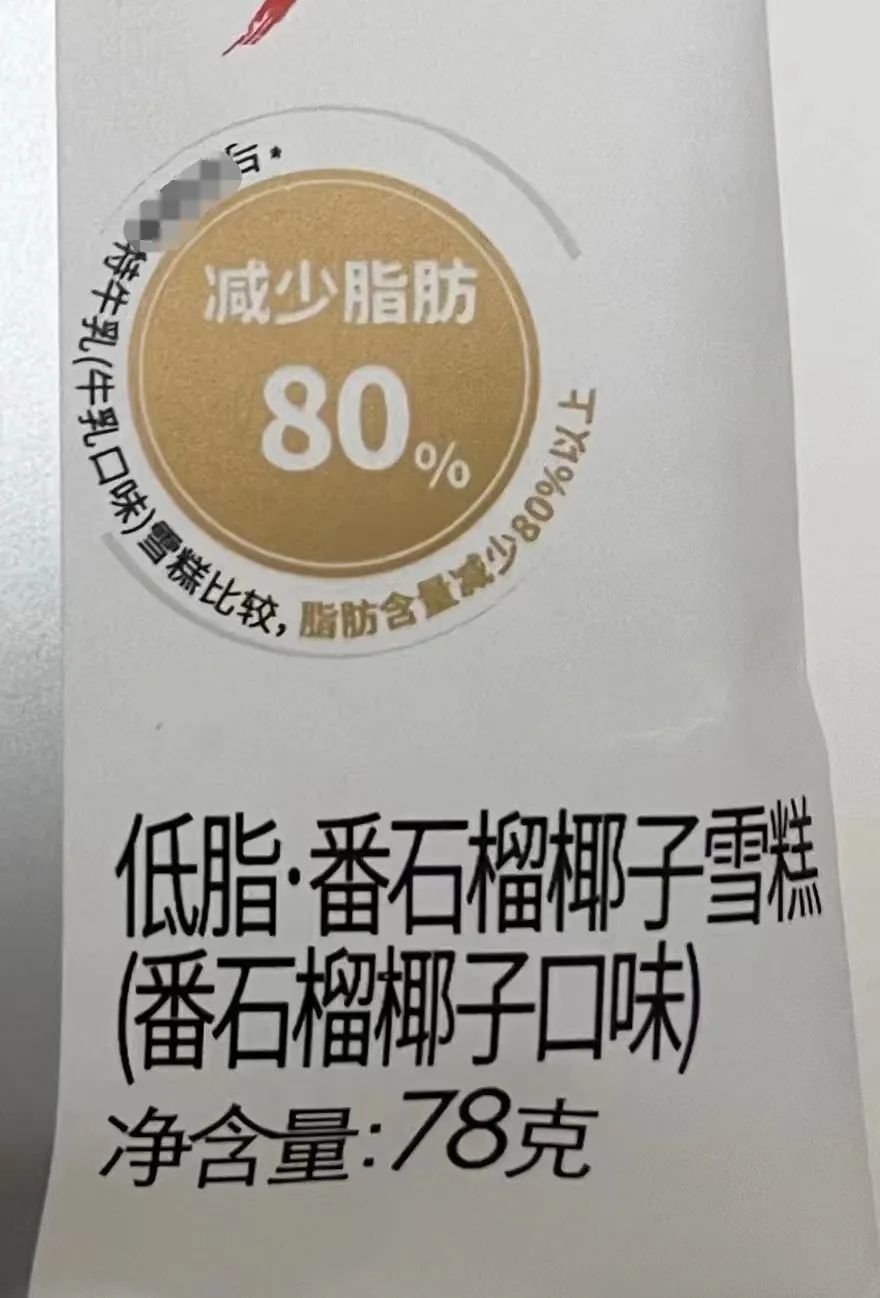 与*
特牛乳(牛乳口味)雪糕比较,脂肪含量减少80%以上
减少脂肪
80%
低脂·番石榴椰子雪糕
(番石榴椰子口味)
净含量:78克